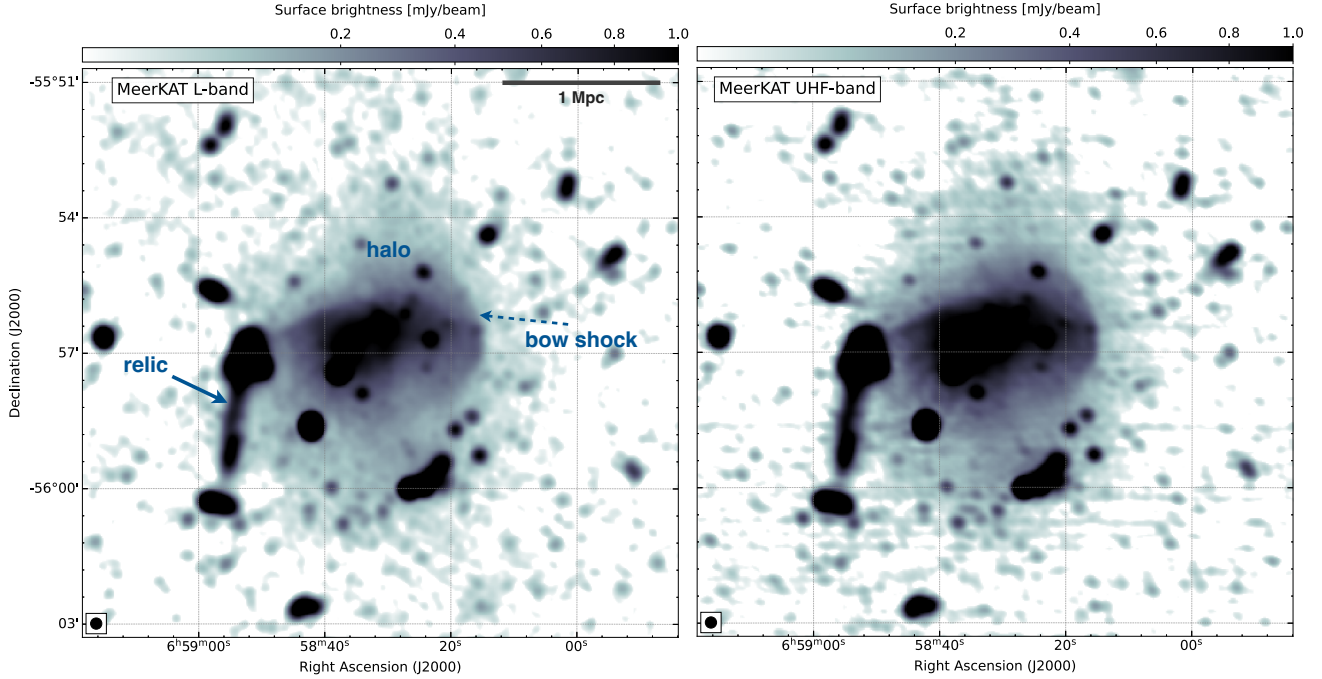 Surface brightness [mJy/beam]
0.2 0.4 0.6 0.8 1.0
MeerKAT L-band
1 Mpc
halo
bow shock
relic
-55°51'
54'
57'
-56°00'
03'
Declination (J2000)
6ʰ59ᵐ00ˢ 58ᵐ40ˢ 20ˢ 00ˢ
Right Ascension (J2000)
Surface brightness [mJy/beam]
0.2 0.4 0.6 0.8 1.0
MeerKAT UHF-band
6ʰ59ᵐ00ˢ 58ᵐ40ˢ 20ˢ 00ˢ
Right Ascension (J2000)